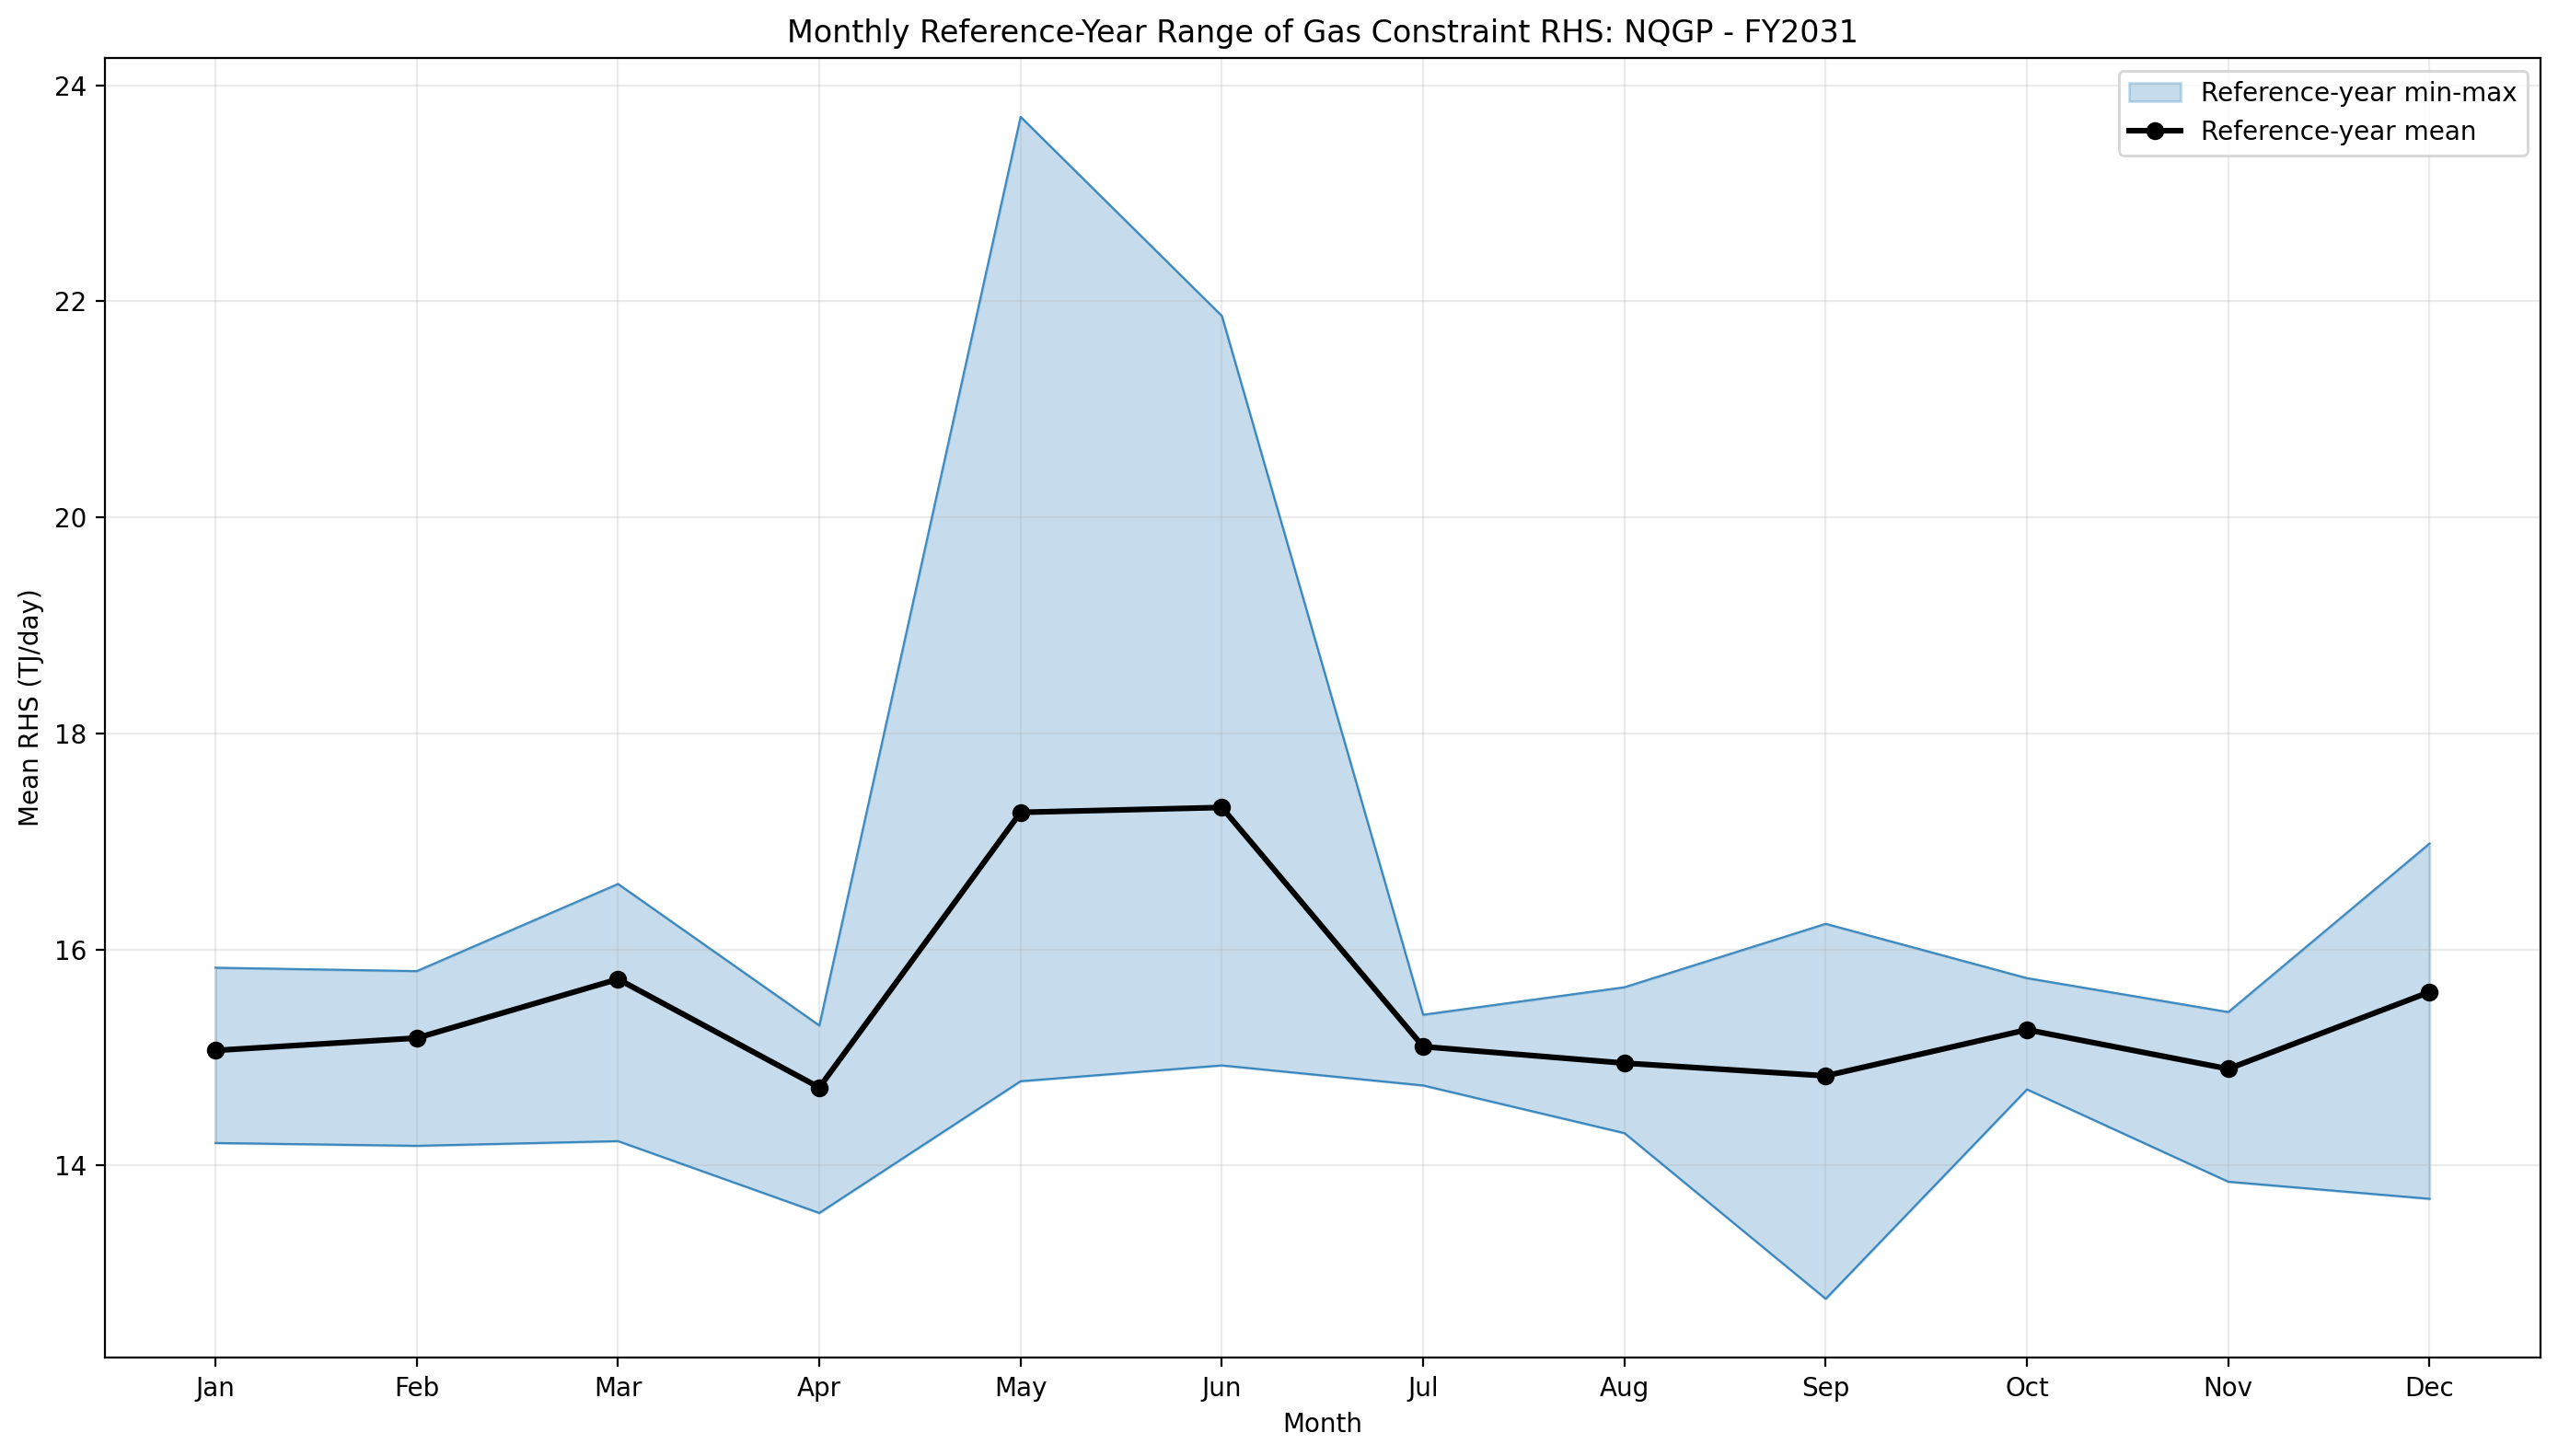 Monthly Reference-Year Range of Gas Constraint RHS: NQGP - FY2031
Reference-year min-max
Reference-year mean
Mean RHS (TJ/day)
24
22
20
18
16
14
Jan Feb Mar Apr May Jun Jul Aug Sep Oct Nov Dec
Month